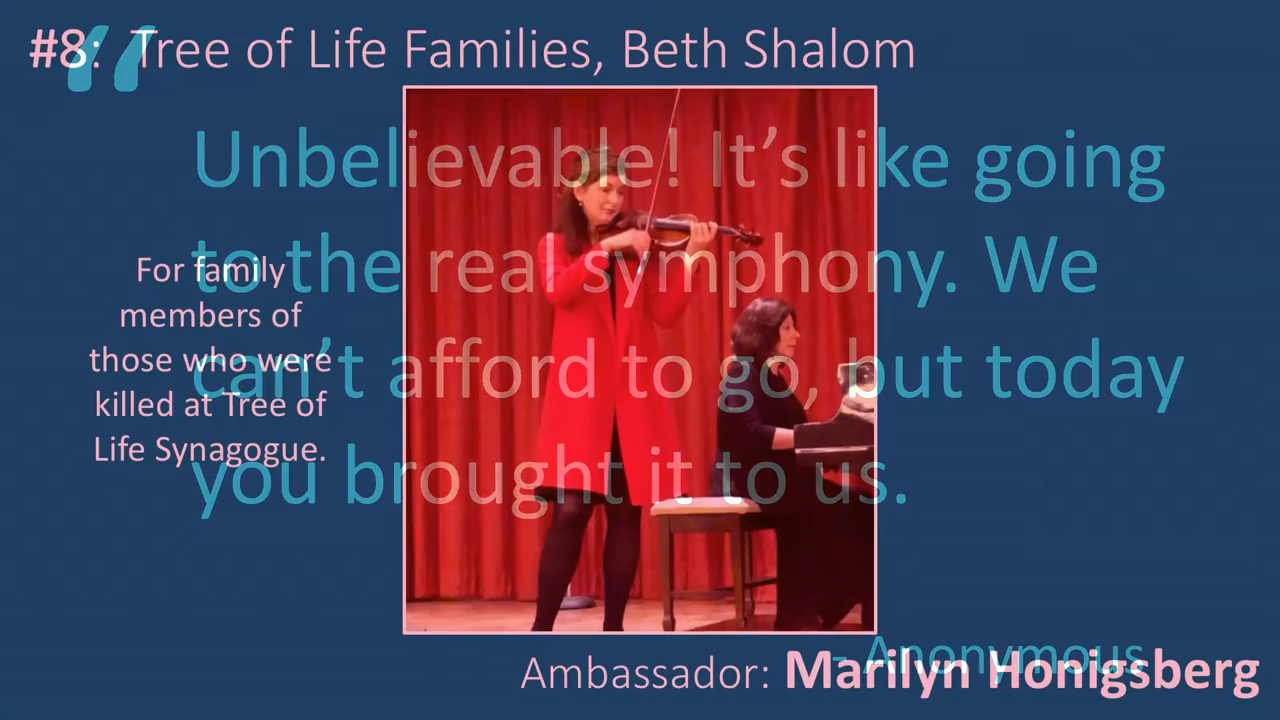 #8: Tree of Life Families, Beth Shalom
“
Unbelievable! It’s like going
to the real symphony. We
can’t afford to go, but today
you brought it to us.
- Anonymous
For family
members of
those who were
killed at Tree of
Life Synagogue.
Ambassador: Marilyn Honigsberg